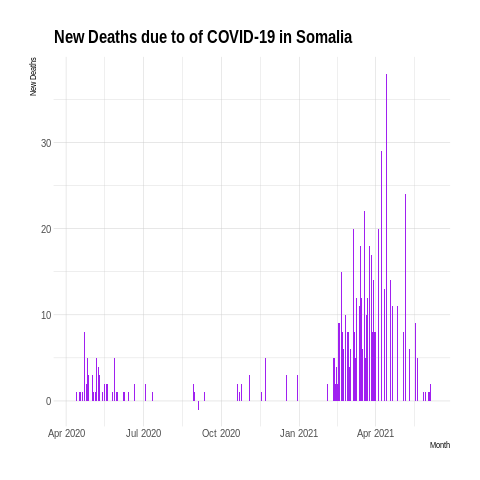 New Deaths due to of COVID-19 in Somalia
New Deaths
30
20
10
0
Apr 2020 Jul 2020 Oct 2020 Jan 2021 Apr 2021
Month